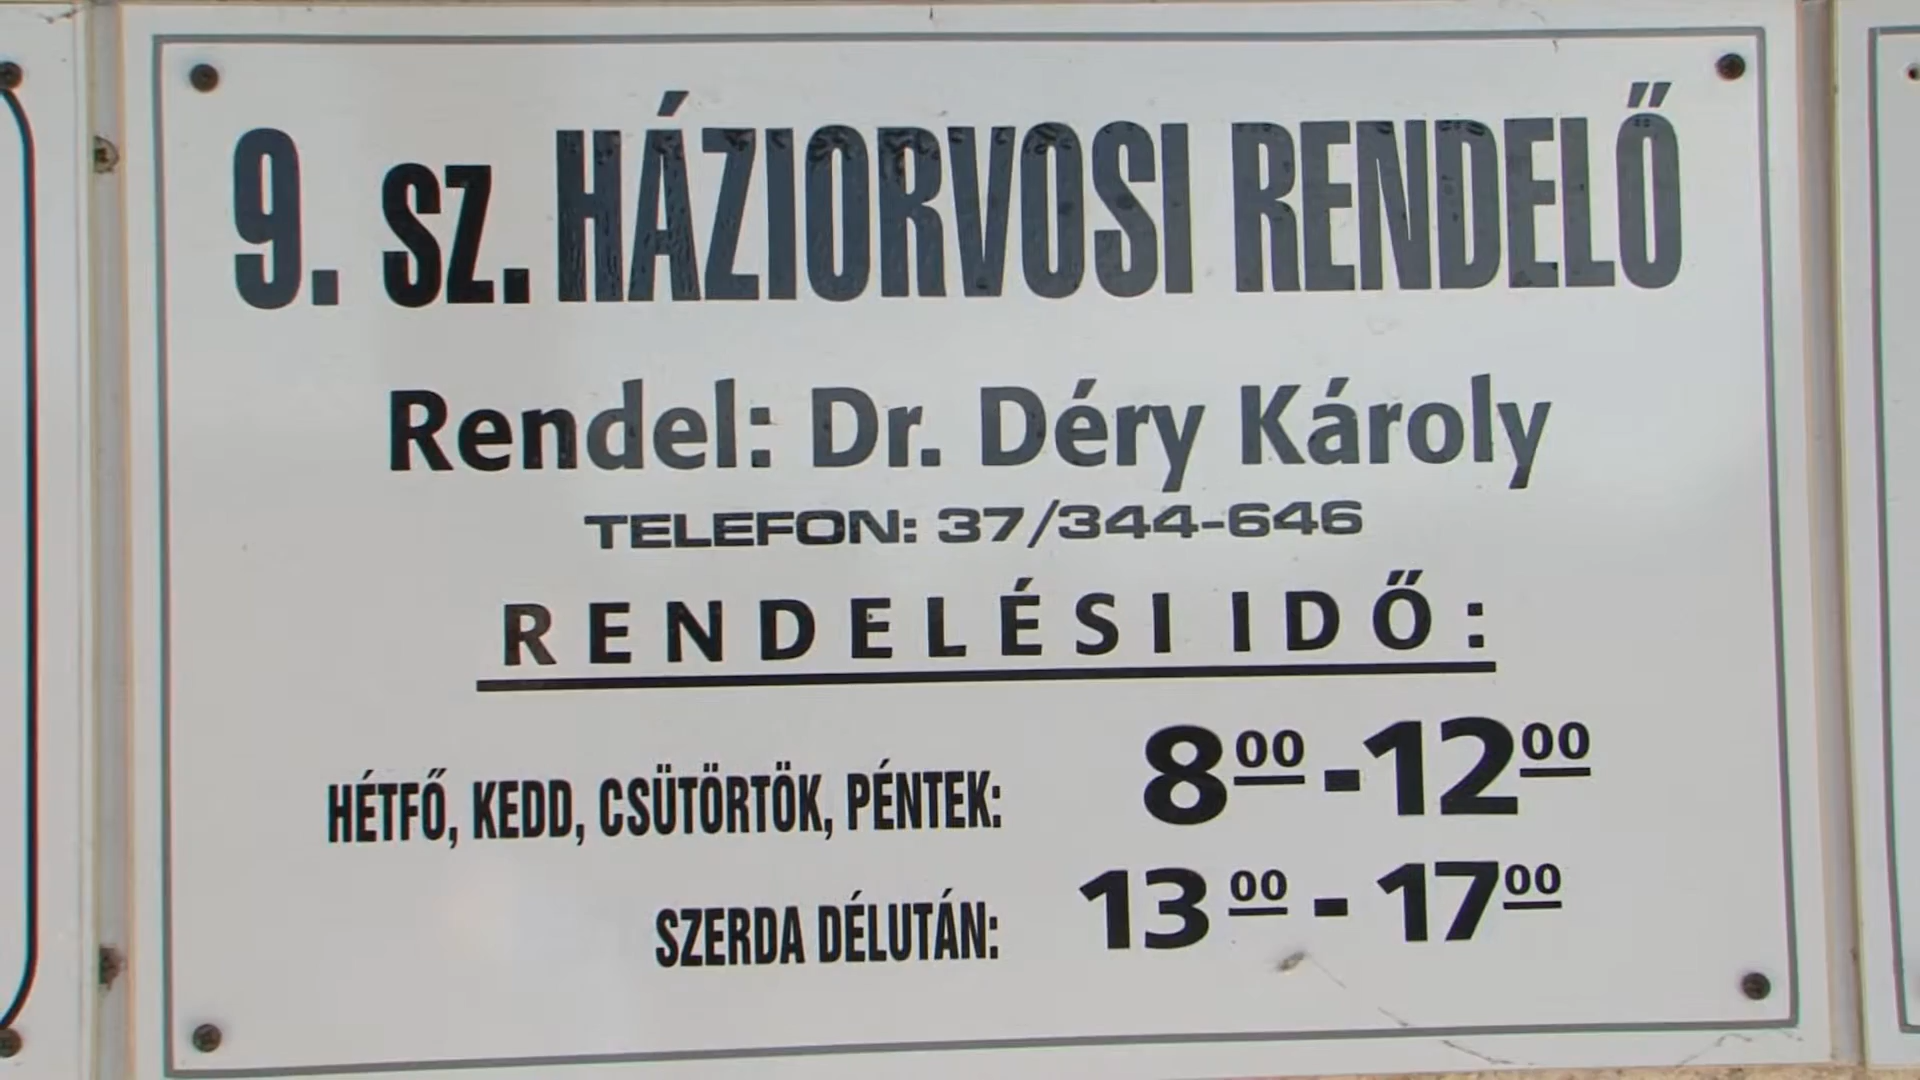 9. SZ. HÁZIORVOSI RENDELŐ
Rendel: Dr. Déry Károly
TELEFON: 37/344-646
RENDELÉSI IDŐ:
HÉTFŐ, KEDD, CSÜTÖRTÖK, PÉNTEK: 8⁰⁰-12⁰⁰
SZERDA DÉLUTÁN: 13⁰⁰ - 17⁰⁰